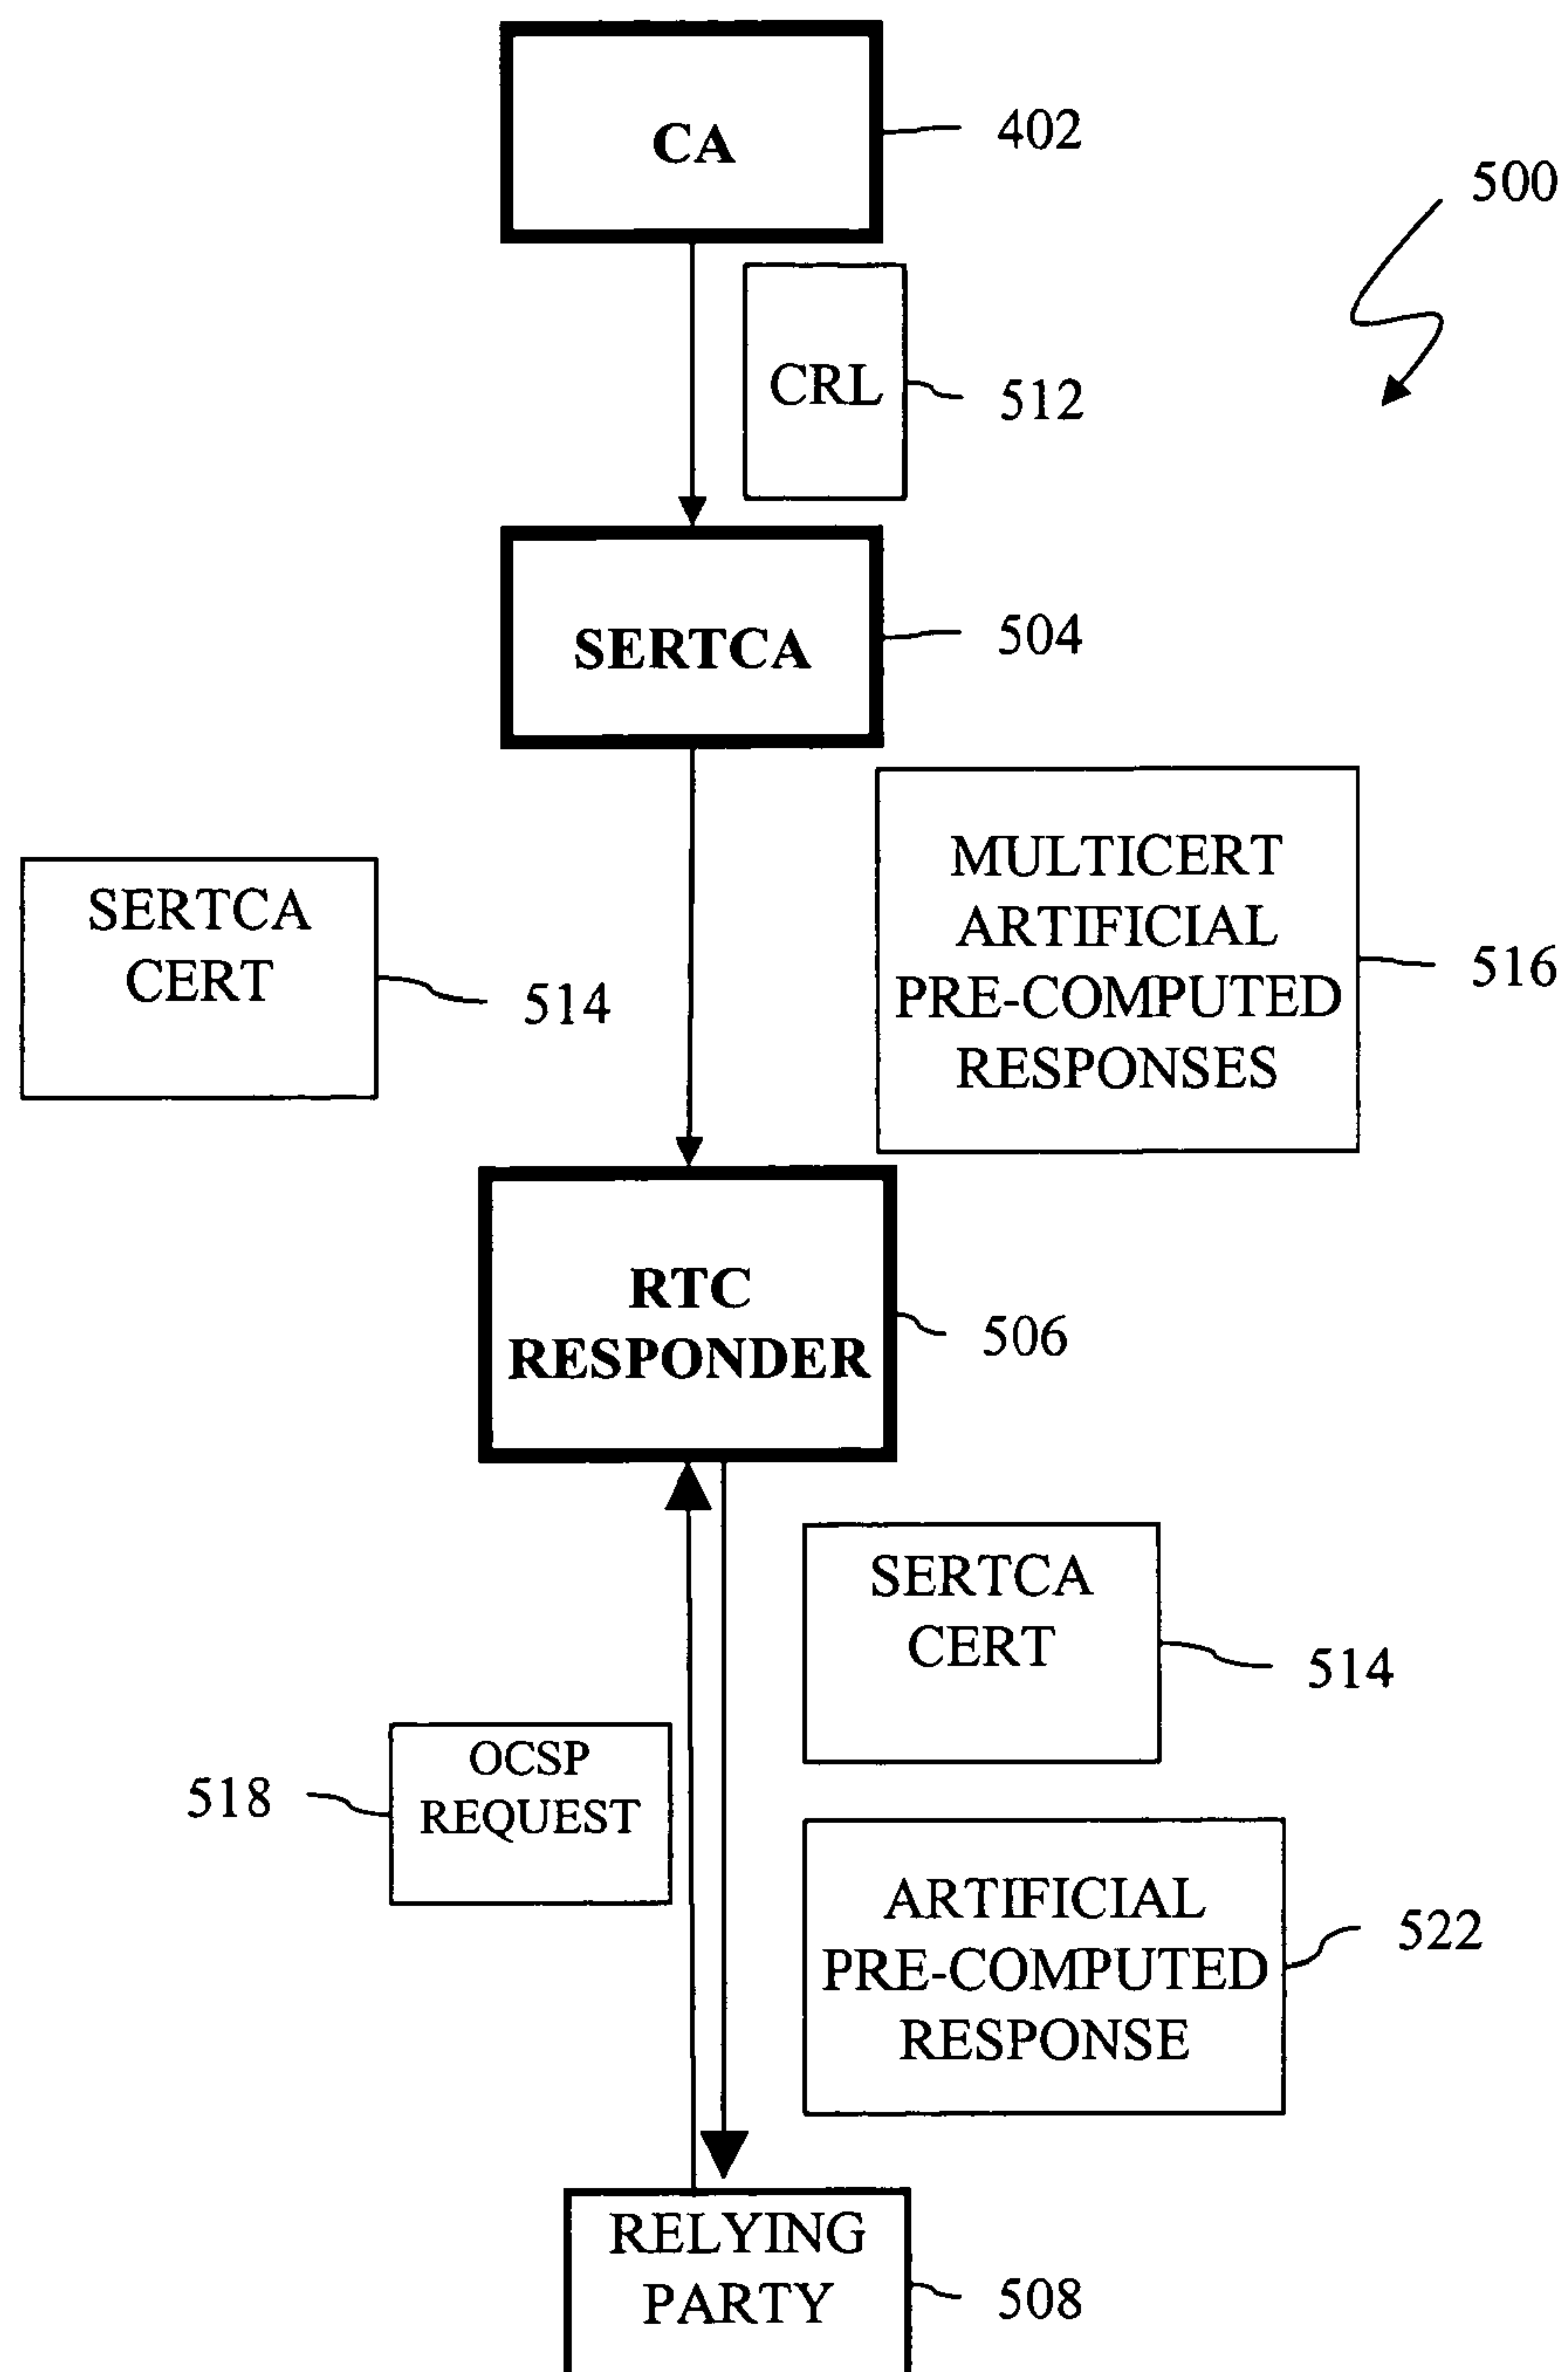 CA
402
500
CRL
512
SERTCA
504
MULTICERT
ARTIFICIAL
PRE-COMPUTED
RESPONSES
516
SERTCA
CERT
514
RTC
RESPONDER
506
SERTCA
CERT
514
OCSP
REQUEST
518
ARTIFICIAL
PRE-COMPUTED
RESPONSE
522
RELYING
PARTY
508